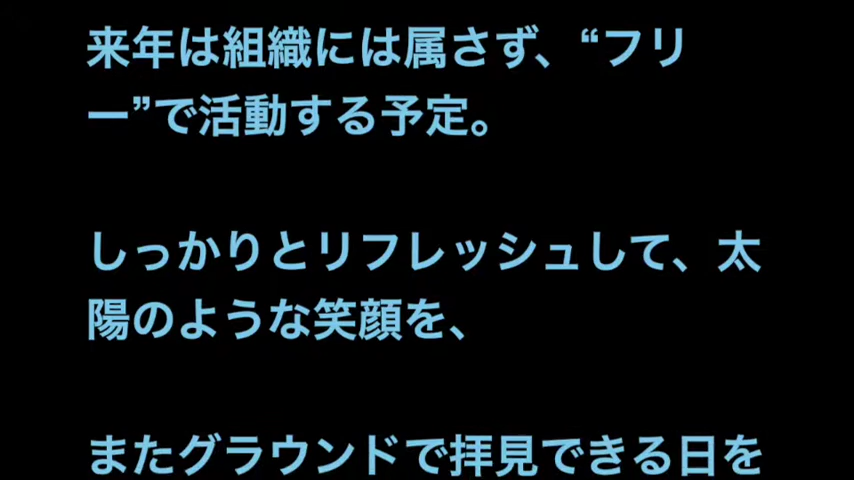 来年は組織には属さず、“フリ
ー”で活動する予定。
しっかりとリフレッシュして、太
陽のような笑顔を、
またグラウンドで拝見できる日を